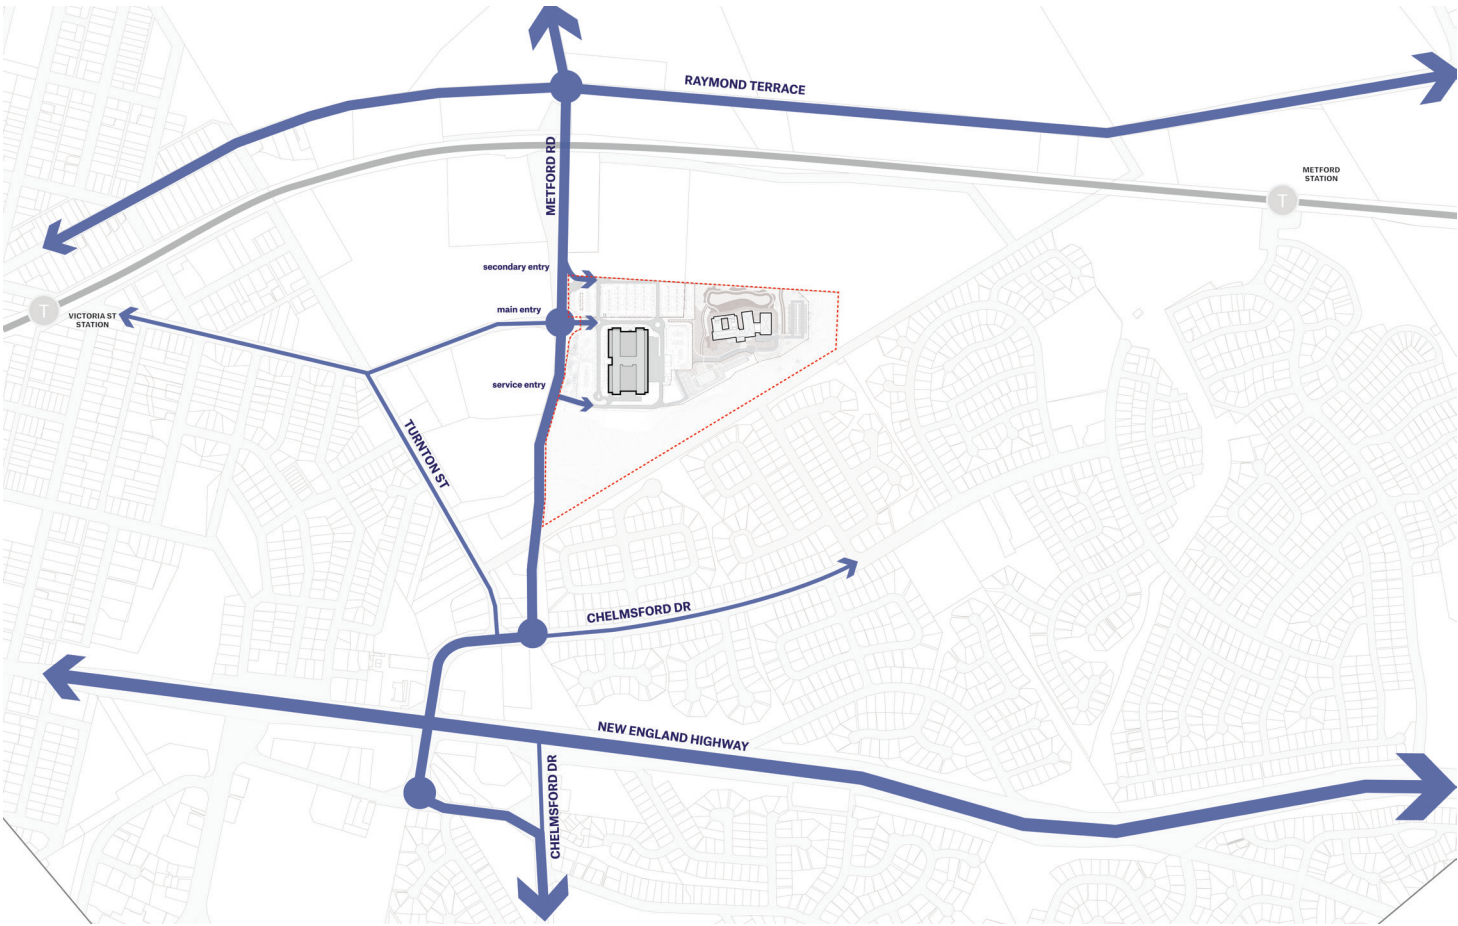 RAYMOND TERRACE
METFORD RD
METFORD
STATION
T
secondary entry
main entry
T
VICTORIA ST
STATION
service entry
TURNTON ST
CHELMSFORD DR
NEW ENGLAND HIGHWAY
CHELMSFORD DR